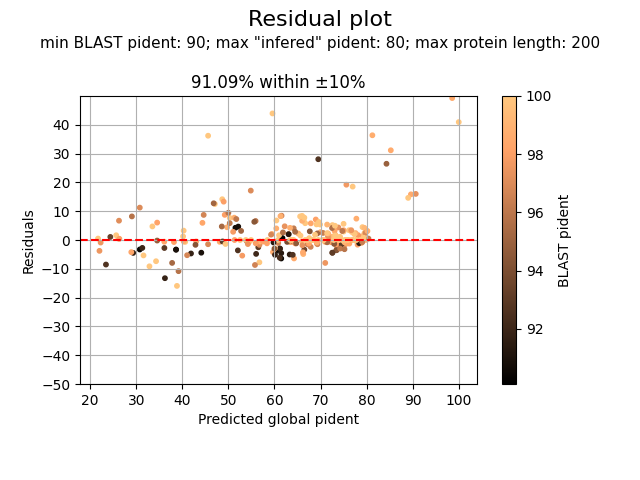 Residual plot
min BLAST pident: 90; max "infered" pident: 80; max protein length: 200
91.09% within ±10%
Residuals
40
30
20
10
0
−10
−20
−30
−40
−50
20 30 40 50 60 70 80 90 100
Predicted global pident
100
98
96
94
92
BLAST pident